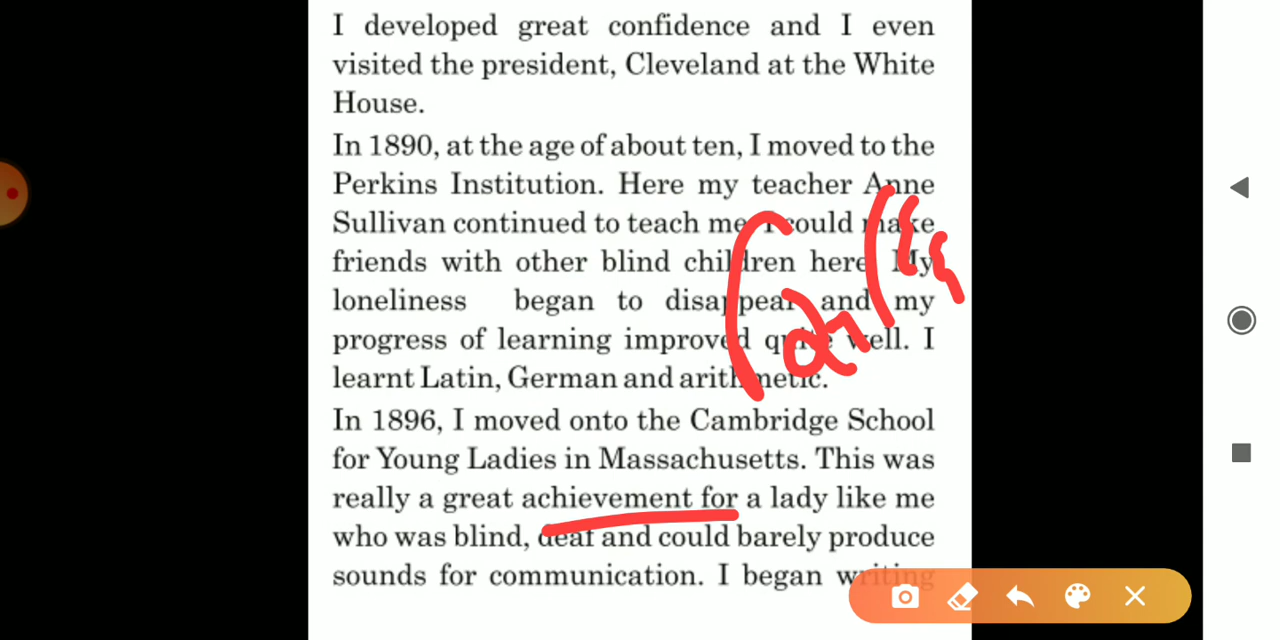 I developed great confidence and I even
visited the president, Cleveland at the White
House.
In 1890, at the age of about ten, I moved to the
Perkins Institution. Here my teacher Anne
Sullivan continued to teach me. I could make
friends with other blind children here. My
loneliness began to disappear and my
progress of learning improved quite well. I
learnt Latin, German and arithmetic.
In 1896, I moved onto the Cambridge School
for Young Ladies in Massachusetts. This was
really a great achievement for a lady like me
who was blind, deaf and could barely produce
sounds for communication. I began writing